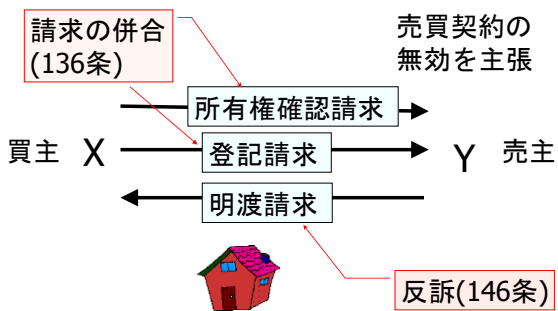 請求の併合
(136条)
売買契約の
無効を主張
所有権確認請求
買主 X
登記請求
Y 売主
明渡請求
反訴(146条)